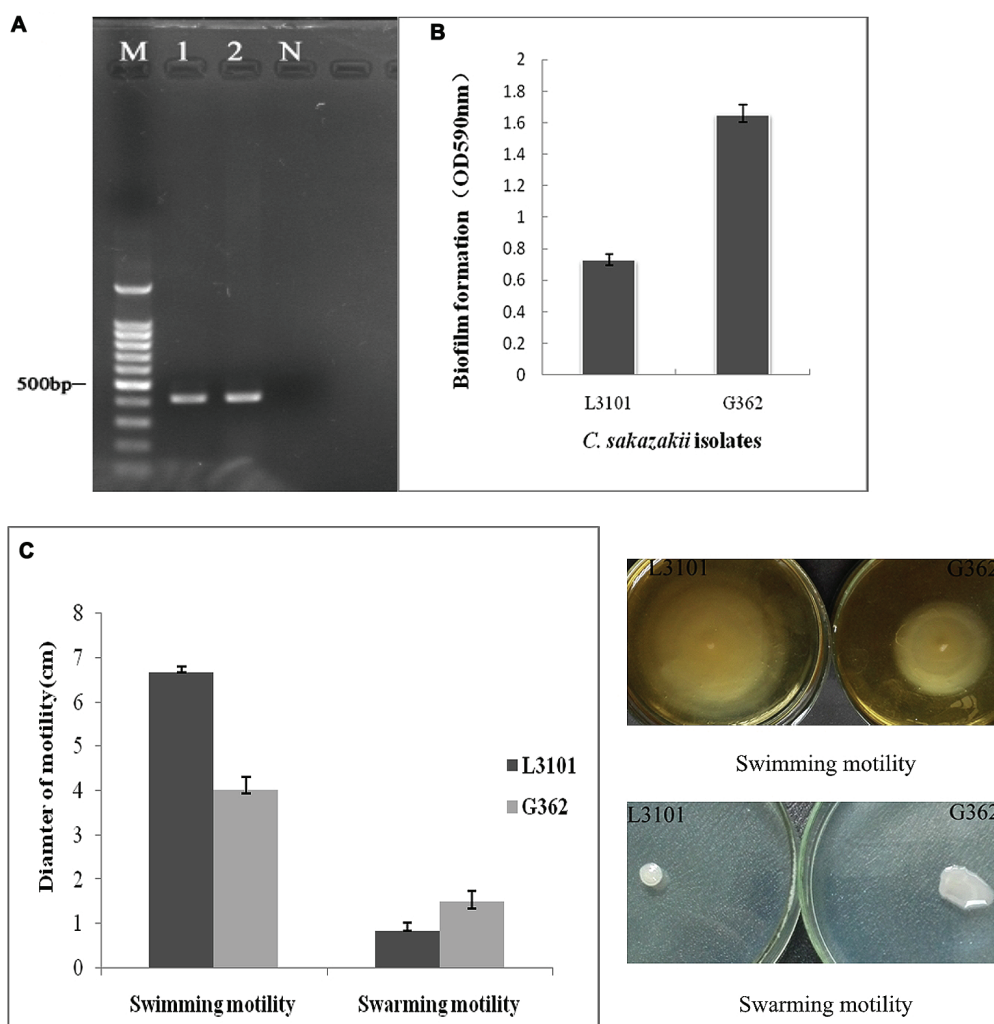 A
M 1 2 N
500bp
B
Biofilm formation (OD590nm)
2
1.8
1.6
1.4
1.2
1
0.8
0.6
0.4
0.2
0
L3101 G362
C. sakazakii isolates
C
Diamter of motility(cm)
8
7
6
5
4
3
2
1
0
L3101
G362
Swimming motility Swarming motility
L3101 G362
Swimming motility
L3101 G362
Swarming motility